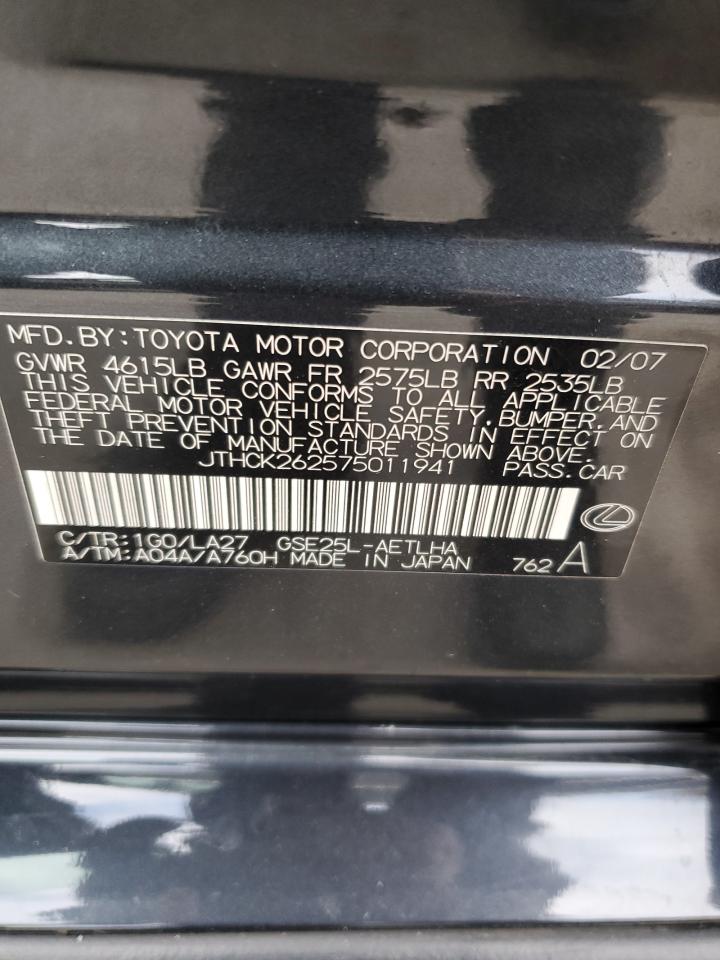 MFD.BY:TOYOTA MOTOR CORPORATION 02/07
GVWR 4615LB GAWR FR 2575LB RR 2535LB
THIS VEHICLE CONFORMS TO ALL APPLICABLE
FEDERAL MOTOR VEHICLE SAFETY,BUMPER,AND
THEFT PREVENTION STANDARDS IN EFFECT ON
THE DATE OF MANUFACTURE SHOWN ABOVE.
JTHCK262575011941 PASS.CAR
C/TR:1G0/LA27 GSE25L-AETLHA
A/TM:A04A/A760H MADE IN JAPAN 762 A